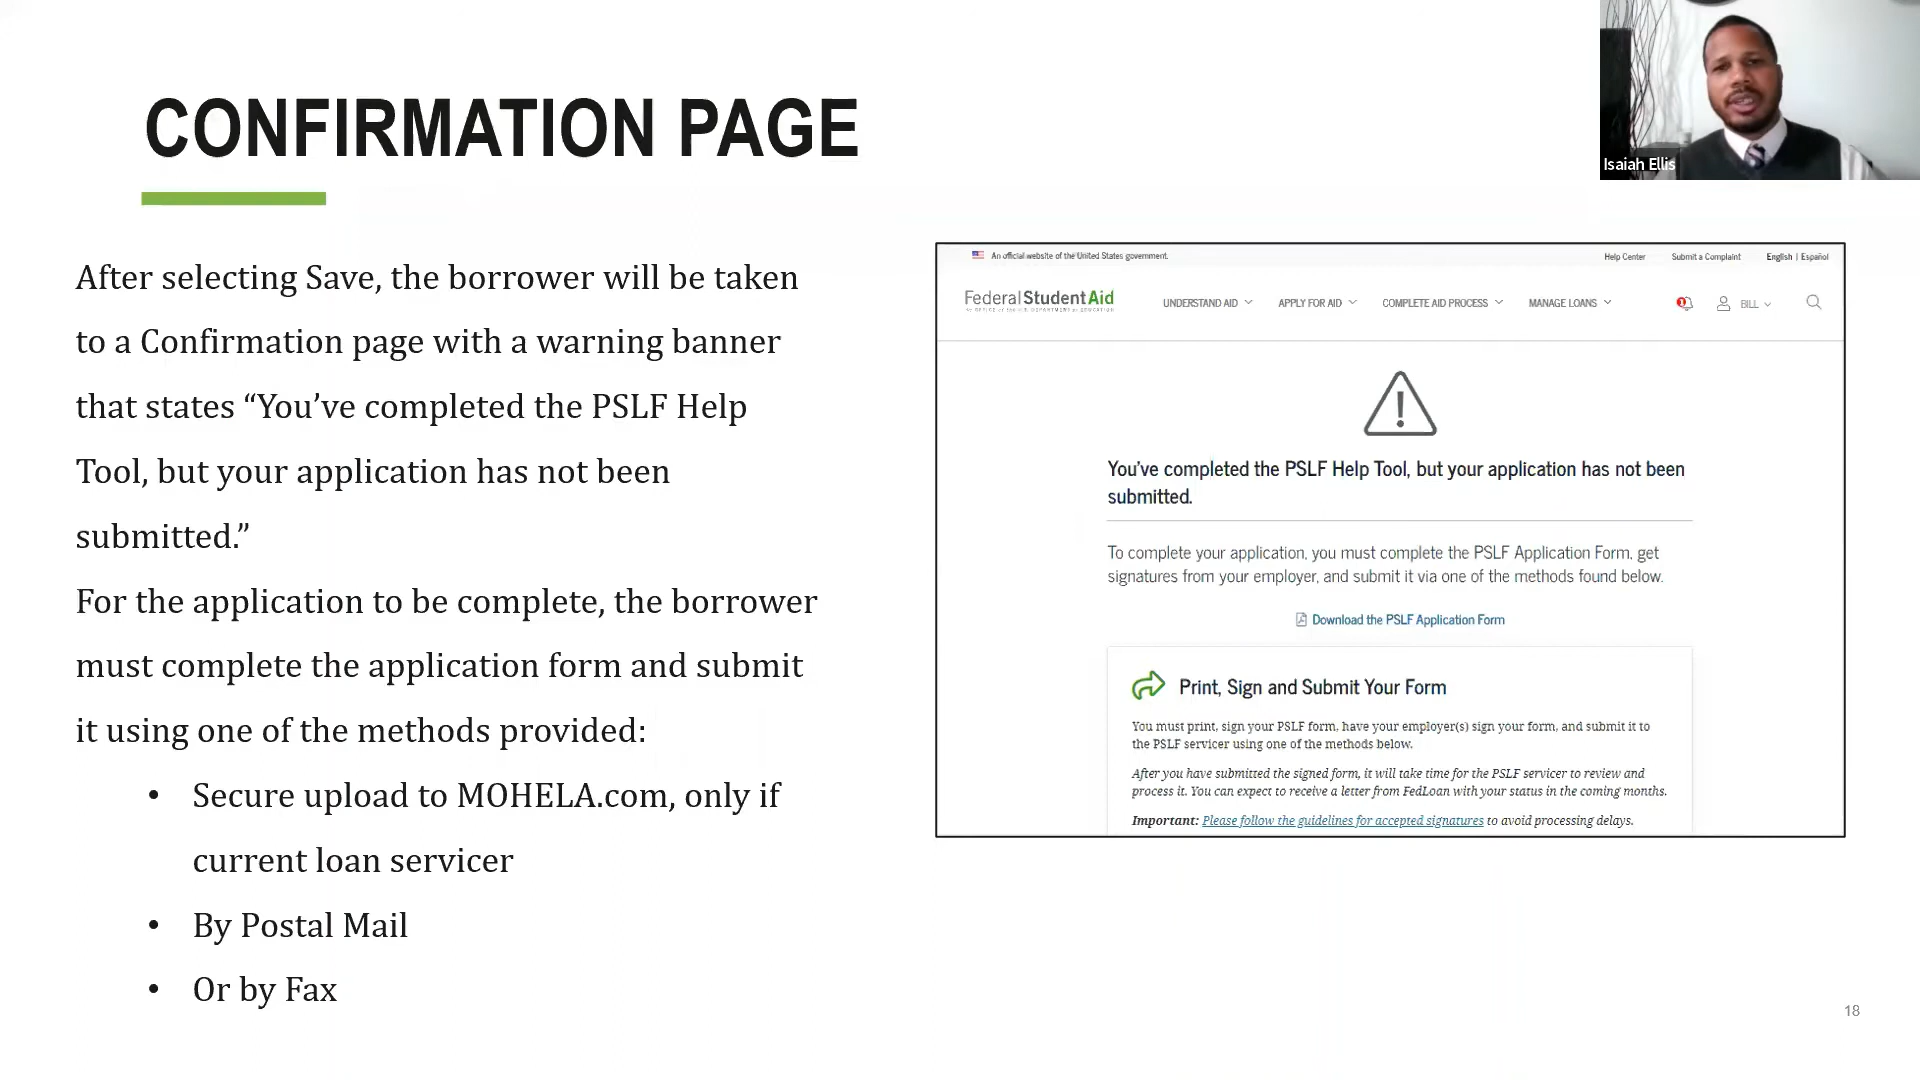 CONFIRMATION PAGE
After selecting Save, the borrower will be taken
to a Confirmation page with a warning banner
that states “You’ve completed the PSLF Help
Tool, but your application has not been
submitted.”
For the application to be complete, the borrower
must complete the application form and submit
it using one of the methods provided:
• Secure upload to MOHELA.com, only if
current loan servicer
• By Postal Mail
• Or by Fax
Isaiah Ellis
An official website of the United States government.
Help Center Submit a Complaint English | Español
Federal Student Aid
An OFFICE of the U.S. DEPARTMENT of EDUCATION
UNDERSTAND AID APPLY FOR AID COMPLETE AID PROCESS MANAGE LOANS 1 BILL
You’ve completed the PSLF Help Tool, but your application has not been
submitted.
To complete your application, you must complete the PSLF Application Form, get
signatures from your employer, and submit it via one of the methods found below.
Download the PSLF Application Form
Print, Sign and Submit Your Form
You must print, sign your PSLF form, have your employer(s) sign your form, and submit it to
the PSLF servicer using one of the methods below.
After you have submitted the signed form, it will take time for the PSLF servicer to review and
process it. You can expect to receive a letter from FedLoan with your status in the coming months.
Important: Please follow the guidelines for accepted signatures to avoid processing delays.
18